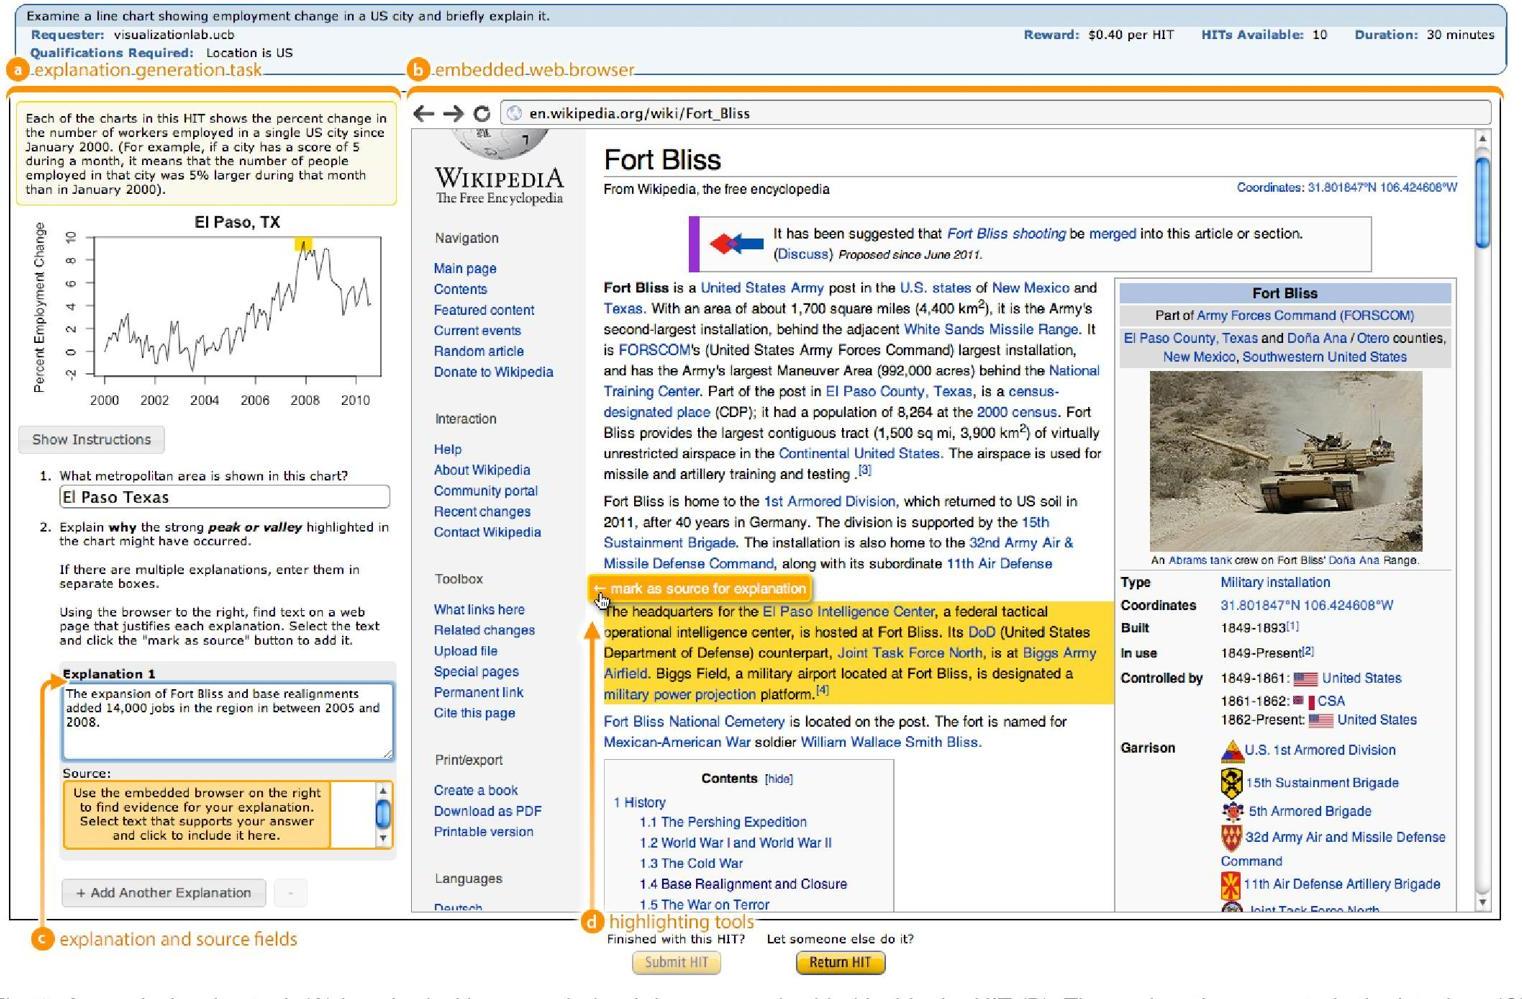 Examine a line chart showing employment change in a US city and briefly explain it.
Requester: visualizationlab.ucb
Reward: $0.40 per HIT HITs Available: 10 Duration: 30 minutes
Qualifications Required: Location is US
a explanation generation task
b embedded web browser
Each of the charts in this HIT shows the percent change in
the number of workers employed in a single US city since
January 2000. (For example, if a city has a score of 5
during a month, it means that the number of people
employed in that city was 5% larger during that month
than in January 2000).
El Paso, TX
Percent Employment Change
10
8
6
4
2
0
-2
2000 2002 2004 2006 2008 2010
Show Instructions
1. What metropolitan area is shown in this chart?
El Paso Texas
2. Explain why the strong peak or valley highlighted in
the chart might have occurred.
If there are multiple explanations, enter them in
separate boxes.
Using the browser to the right, find text on a web
page that justifies each explanation. Select the text
and click the "mark as source" button to add it.
Explanation 1
The expansion of Fort Bliss and base realignments
added 14,000 jobs in the region in between 2005 and
2008.
Source:
Use the embedded browser on the right
to find evidence for your explanation.
Select text that supports your answer
and click to include it here.
+ Add Another Explanation -
c explanation and source fields
en.wikipedia.org/wiki/Fort_Bliss
WIKIPEDIA
The Free Encyclopedia
Navigation
Main page
Contents
Featured content
Current events
Random article
Donate to Wikipedia
Interaction
Help
About Wikipedia
Community portal
Recent changes
Contact Wikipedia
Toolbox
What links here
Related changes
Upload file
Special pages
Permanent link
Cite this page
Print/export
Create a book
Download as PDF
Printable version
Languages
Deutsch
Fort Bliss
From Wikipedia, the free encyclopedia
Coordinates: 31.801847°N 106.424608°W
It has been suggested that Fort Bliss shooting be merged into this article or section.
(Discuss) Proposed since June 2011.
Fort Bliss is a United States Army post in the U.S. states of New Mexico and
Texas. With an area of about 1,700 square miles (4,400 km2), it is the Army's
second-largest installation, behind the adjacent White Sands Missile Range. It
is FORSCOM's (United States Army Forces Command) largest installation,
and has the Army's largest Maneuver Area (992,000 acres) behind the National
Training Center. Part of the post in El Paso County, Texas, is a census-
designated place (CDP); it had a population of 8,264 at the 2000 census. Fort
Bliss provides the largest contiguous tract (1,500 sq mi, 3,900 km2) of virtually
unrestricted airspace in the Continental United States. The airspace is used for
missile and artillery training and testing .[3]
Fort Bliss is home to the 1st Armored Division, which returned to US soil in
2011, after 40 years in Germany. The division is supported by the 15th
Sustainment Brigade. The installation is also home to the 32nd Army Air &
Missile Defense Command, along with its subordinate 11th Air Defense
← mark as source for explanation
The headquarters for the El Paso Intelligence Center, a federal tactical
operational intelligence center, is hosted at Fort Bliss. Its DoD (United States
Department of Defense) counterpart, Joint Task Force North, is at Biggs Army
Airfield. Biggs Field, a military airport located at Fort Bliss, is designated a
military power projection platform.[4]
Fort Bliss National Cemetery is located on the post. The fort is named for
Mexican-American War soldier William Wallace Smith Bliss.
Contents [hide]
1 History
1.1 The Pershing Expedition
1.2 World War I and World War II
1.3 The Cold War
1.4 Base Realignment and Closure
1.5 The War on Terror
Fort Bliss
Part of Army Forces Command (FORSCOM)
El Paso County, Texas and Doña Ana / Otero counties,
New Mexico, Southwestern United States
An Abrams tank crew on Fort Bliss' Doña Ana Range.
Type Military installation
Coordinates 31.801847°N 106.424608°W
Built 1849-1893[1]
In use 1849-Present[2]
Controlled by 1849-1861: United States
1861-1862: CSA
1862-Present: United States
Garrison U.S. 1st Armored Division
15th Sustainment Brigade
5th Armored Brigade
32d Army Air and Missile Defense
Command
11th Air Defense Artillery Brigade
Joint Task Force North
d highlighting tools
Finished with this HIT? Let someone else do it?
Submit HIT Return HIT